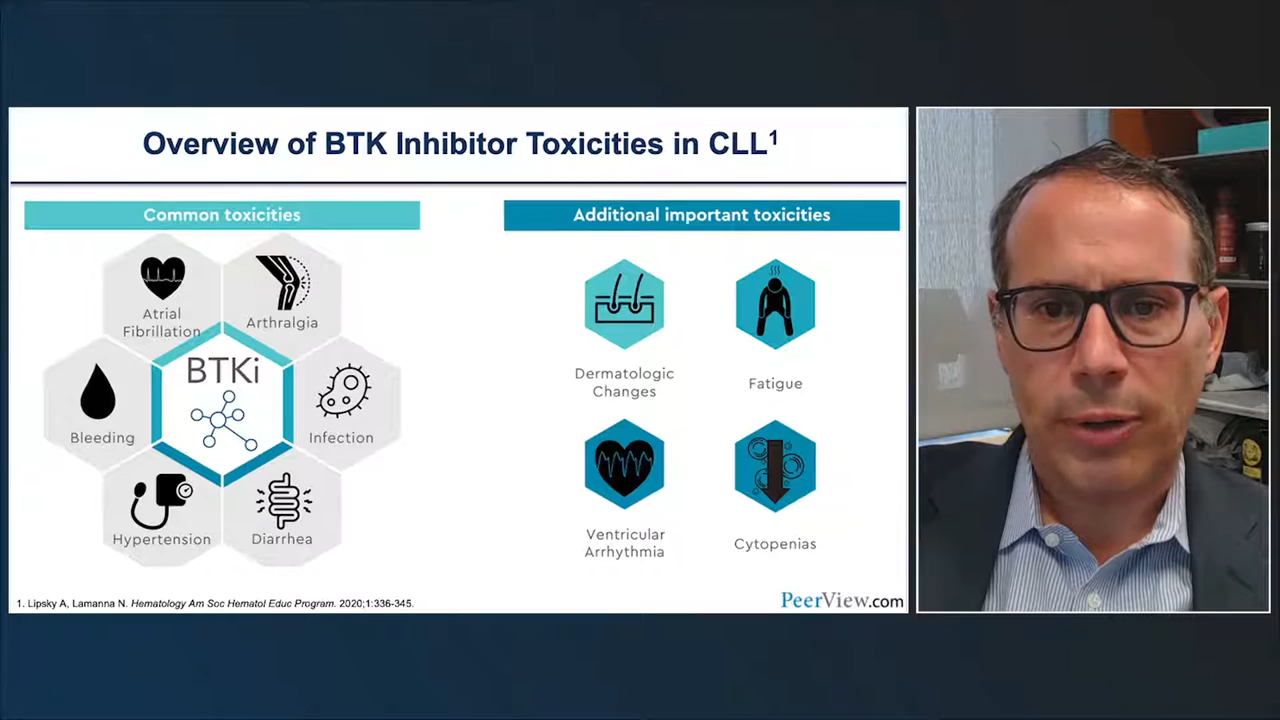 Overview of BTK Inhibitor Toxicities in CLL1
Common toxicities
Atrial
Fibrillation
Arthralgia
BTKi
Bleeding
Infection
Hypertension
Diarrhea
Additional important toxicities
Dermatologic
Changes
Fatigue
Ventricular
Arrhythmia
Cytopenias
1. Lipsky A, Lamanna N. Hematology Am Soc Hematol Educ Program. 2020;1:336-345.
PeerView.com